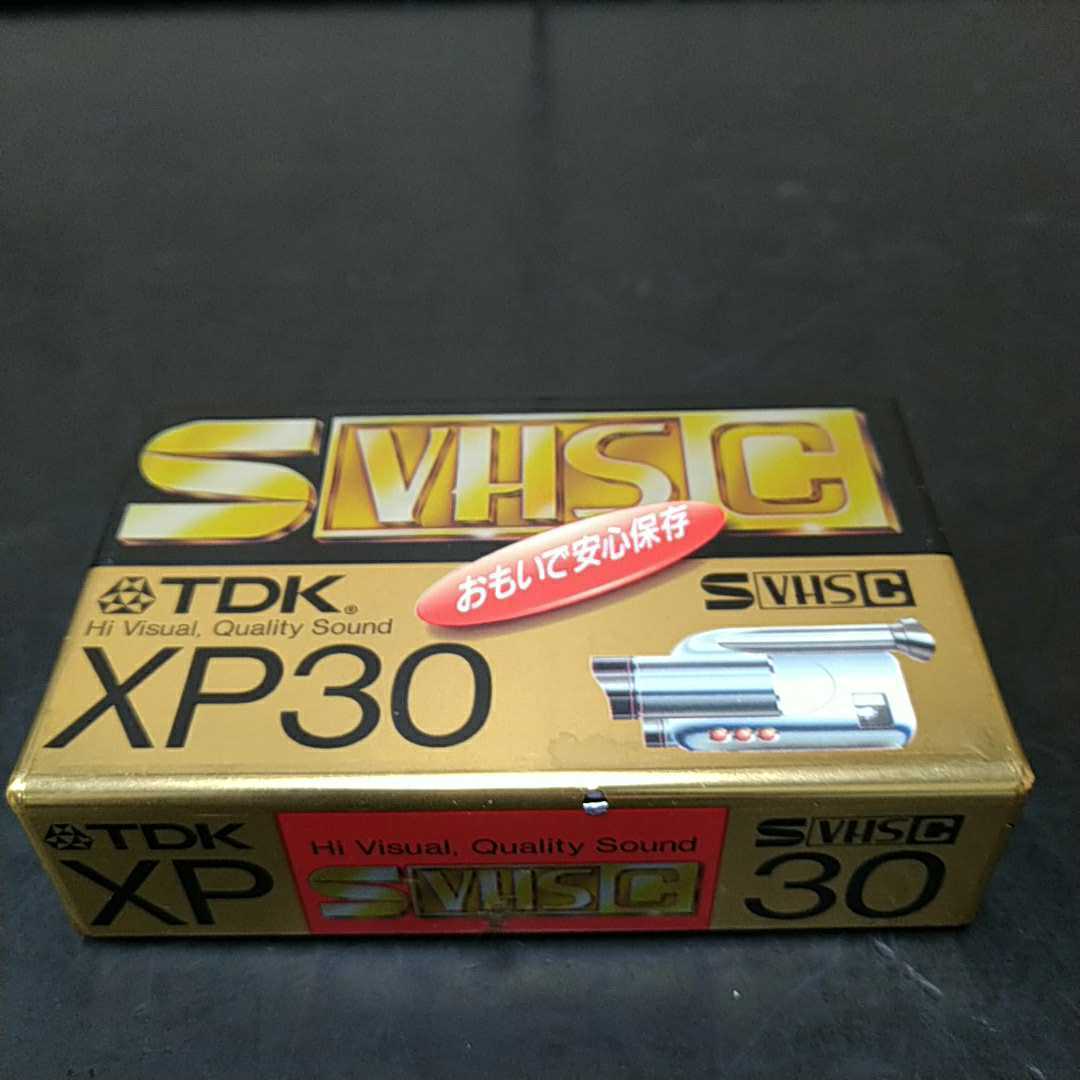 S VHS C
おもいで安心保存
TDK®
Hi Visual, Quality Sound
XP30
S VHS C
TDK
XP
Hi Visual, Quality Sound
S VHS C
S VHS C
30